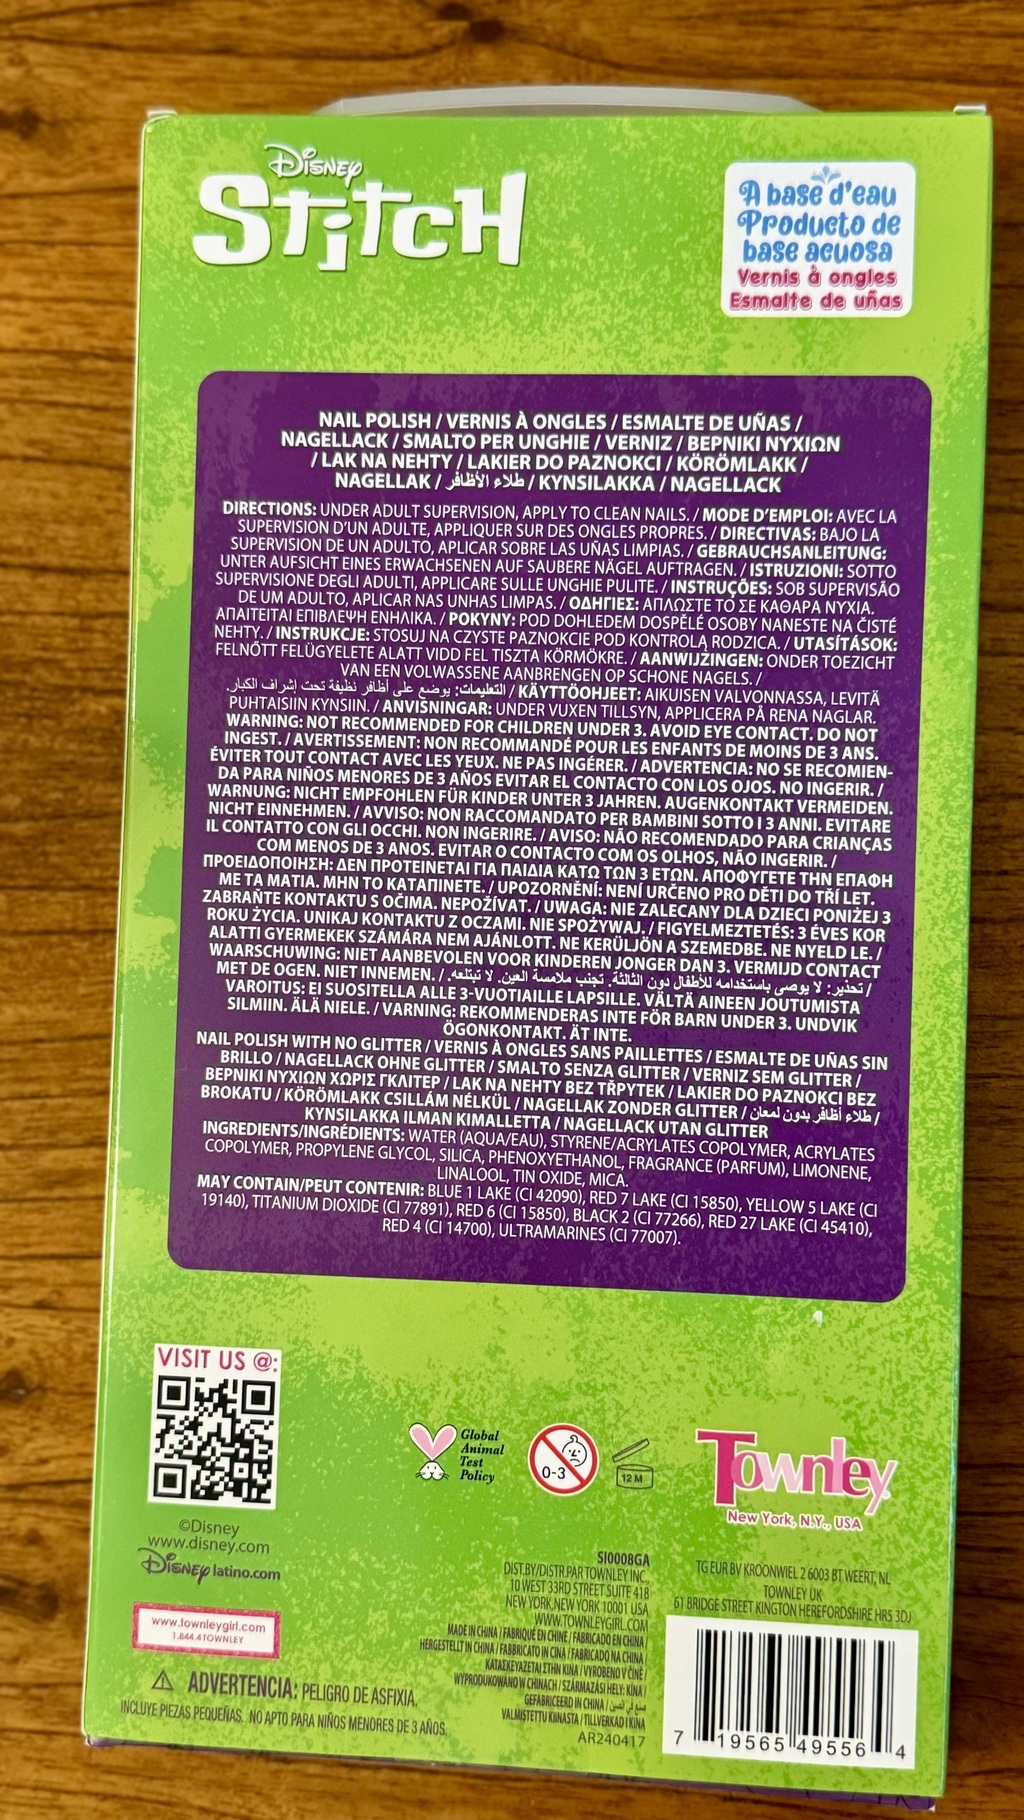 Disney
Stitch
A base d'eau
Producto de
base acuosa
Vernis à ongles
Esmalte de uñas
NAIL POLISH / VERNIS À ONGLES / ESMALTE DE UÑAS /
NAGELLACK / SMALTO PER UNGHIE / VERNIZ / ΒΕΡΝΙΚΙ ΝΥΧΙΩΝ
/ LAK NA NEHTY / LAKIER DO PAZNOKCI / KÖRÖMLAKK /
NAGELLAK / طلاء الأظافر / KYNSILAKKA / NAGELLACK
DIRECTIONS: UNDER ADULT SUPERVISION, APPLY TO CLEAN NAILS. / MODE D'EMPLOI: AVEC LA
SUPERVISION D'UN ADULTE, APPLIQUER SUR DES ONGLES PROPRES. / DIRECTIVAS: BAJO LA
SUPERVISION DE UN ADULTO, APLICAR SOBRE LAS UÑAS LIMPIAS. / GEBRAUCHSANLEITUNG:
UNTER AUFSICHT EINES ERWACHSENEN AUF SAUBERE NÄGEL AUFTRAGEN. / ISTRUZIONI: SOTTO
SUPERVISIONE DEGLI ADULTI, APPLICARE SULLE UNGHIE PULITE. / INSTRUÇÕES: SOB SUPERVISÃO
DE UM ADULTO, APLICAR NAS UNHAS LIMPAS. / ΟΔΗΓΙΕΣ: ΑΠΛΩΣΤΕ ΤΟ ΣΕ ΚΑΘΑΡΑ ΝΥΧΙΑ.
ΑΠΑΙΤΕΙΤΑΙ ΕΠΙΒΛΕΨΗ ΕΝΗΛΙΚΑ. / POKYNY: POD DOHLEDEM DOSPĚLÉ OSOBY NANESTE NA ČISTÉ
NEHTY. / INSTRUKCJE: STOSUJ NA CZYSTE PAZNOKCIE POD KONTROLĄ RODZICA. / UTASÍTÁSOK:
FELNŐTT FELÜGYELETE ALATT VIDD FEL TISZTA KÖRMÖKRE. / AANWIJZINGEN: ONDER TOEZICHT
VAN EEN VOLWASSENE AANBRENGEN OP SCHONE NAGELS. /
التعليمات: يوضع على أظافر نظيفة تحت إشراف الكبار. / KÄYTTÖOHJEET: AIKUISEN VALVONNASSA, LEVITÄ
PUHTAISIIN KYNSIIN. / ANVISNINGAR: UNDER VUXEN TILLSYN, APPLICERA PÅ RENA NAGLAR.
WARNING: NOT RECOMMENDED FOR CHILDREN UNDER 3. AVOID EYE CONTACT. DO NOT
INGEST. / AVERTISSEMENT: NON RECOMMANDÉ POUR LES ENFANTS DE MOINS DE 3 ANS.
ÉVITER TOUT CONTACT AVEC LES YEUX. NE PAS INGÉRER. / ADVERTENCIA: NO SE RECOMIEN-
DA PARA NIÑOS MENORES DE 3 AÑOS EVITAR EL CONTACTO CON LOS OJOS. NO INGERIR. /
WARNUNG: NICHT EMPFOHLEN FÜR KINDER UNTER 3 JAHREN. AUGENKONTAKT VERMEIDEN.
NICHT EINNEHMEN. / AVVISO: NON RACCOMANDATO PER BAMBINI SOTTO I 3 ANNI. EVITARE
IL CONTATTO CON GLI OCCHI. NON INGERIRE. / AVISO: NÃO RECOMENDADO PARA CRIANÇAS
COM MENOS DE 3 ANOS. EVITAR O CONTACTO COM OS OLHOS, NÃO INGERIR. /
ΠΡΟΕΙΔΟΠΟΙΗΣΗ: ΔΕΝ ΠΡΟΤΕΙΝΕΤΑΙ ΓΙΑ ΠΑΙΔΙΑ ΚΑΤΩ ΤΩΝ 3 ΕΤΩΝ. ΑΠΟΦΥΓΕΤΕ ΤΗΝ ΕΠΑΦΗ
ΜΕ ΤΑ ΜΑΤΙΑ. ΜΗΝ ΤΟ ΚΑΤΑΠΙΝΕΤΕ. / UPOZORNĚNÍ: NENÍ URČENO PRO DĚTI DO TŘÍ LET.
ZABRAŇTE KONTAKTU S OČIMA. NEPOŽÍVAT. / UWAGA: NIE ZALECANY DLA DZIECI PONIŻEJ 3
ROKU ŻYCIA. UNIKAJ KONTAKTU Z OCZAMI. NIE SPOŻYWAJ. / FIGYELMEZTETÉS: 3 ÉVES KOR
ALATTI GYERMEKEK SZÁMÁRA NEM AJÁNLOTT. NE KERÜLJÖN A SZEMEDBE. NE NYELD LE. /
WAARSCHUWING: NIET AANBEVOLEN VOOR KINDEREN JONGER DAN 3. VERMIJD CONTACT
MET DE OGEN. NIET INNEMEN. / تحذير: لا يوصى باستخدامه للأطفال دون الثالثة. تجنب ملامسة العين. لا تبتلعه. /
VAROITUS: EI SUOSITELLA ALLE 3-VUOTIAILLE LAPSILLE. VÄLTÄ AINEEN JOUTUMISTA
SILMIIN. ÄLÄ NIELE. / VARNING: REKOMMENDERAS INTE FÖR BARN UNDER 3. UNDVIK
ÖGONKONTAKT. ÄT INTE.
NAIL POLISH WITH NO GLITTER / VERNIS À ONGLES SANS PAILLETTES / ESMALTE DE UÑAS SIN
BRILLO / NAGELLACK OHNE GLITTER / SMALTO SENZA GLITTER / VERNIZ SEM GLITTER /
ΒΕΡΝΙΚΙ ΝΥΧΙΩΝ ΧΩΡΙΣ ΓΚΛΙΤΕΡ / LAK NA NEHTY BEZ TŘPYTEK / LAKIER DO PAZNOKCI BEZ
BROKATU / KÖRÖMLAKK CSILLÁM NÉLKÜL / NAGELLAK ZONDER GLITTER / طلاء أظافر بدون لمعان /
KYNSILAKKA ILMAN KIMALLETTA / NAGELLACK UTAN GLITTER
INGREDIENTS/INGRÉDIENTS: WATER (AQUA/EAU), STYRENE/ACRYLATES COPOLYMER, ACRYLATES
COPOLYMER, PROPYLENE GLYCOL, SILICA, PHENOXYETHANOL, FRAGRANCE (PARFUM), LIMONENE,
LINALOOL, TIN OXIDE, MICA.
MAY CONTAIN/PEUT CONTENIR: BLUE 1 LAKE (CI 42090), RED 7 LAKE (CI 15850), YELLOW 5 LAKE (CI
19140), TITANIUM DIOXIDE (CI 77891), RED 6 (CI 15850), BLACK 2 (CI 77266), RED 27 LAKE (CI 45410),
RED 4 (CI 14700), ULTRAMARINES (CI 77007).
VISIT US @:
Global
Animal
Test
Policy
0-3
12 M
Townley
New York, N.Y., USA
©Disney
www.disney.com
Disney latino.com
www.townleygirl.com
1.844.4TOWNLEY
SI0008GA
DIST.BY/DISTR.PAR TOWNLEY INC.
10 WEST 33RD STREET SUITE 418
NEW YORK, NEW YORK 10001 USA
WWW.TOWNLEYGIRL.COM
MADE IN CHINA / FABRIQUÉ EN CHINE / FABRICADO EN CHINA /
HERGESTELLT IN CHINA / FABBRICATO IN CINA / FABRICADO NA CHINA /
ΚΑΤΑΣΚΕΥΑΖΕΤΑΙ ΣΤΗΝ ΚΙΝΑ / VYROBENO V ČÍNĚ /
WYPRODUKOWANO W CHINACH / SZÁRMAZÁSI HELY: KÍNA /
GEFABRICEERD IN CHINA / صنع في الصين /
VALMISTETTU KIINASTA / TILLVERKAD I KINA
AR240417
TG EUR BV KROONWIEL 2 6003 BT WEERT, NL
TOWNLEY UK
61 BRIDGE STREET KINGTON HEREFORDSHIRE HR5 3DJ
ADVERTENCIA: PELIGRO DE ASFIXIA.
INCLUYE PIEZAS PEQUEÑAS. NO APTO PARA NIÑOS MENORES DE 3 AÑOS.
7 19565 49556 4